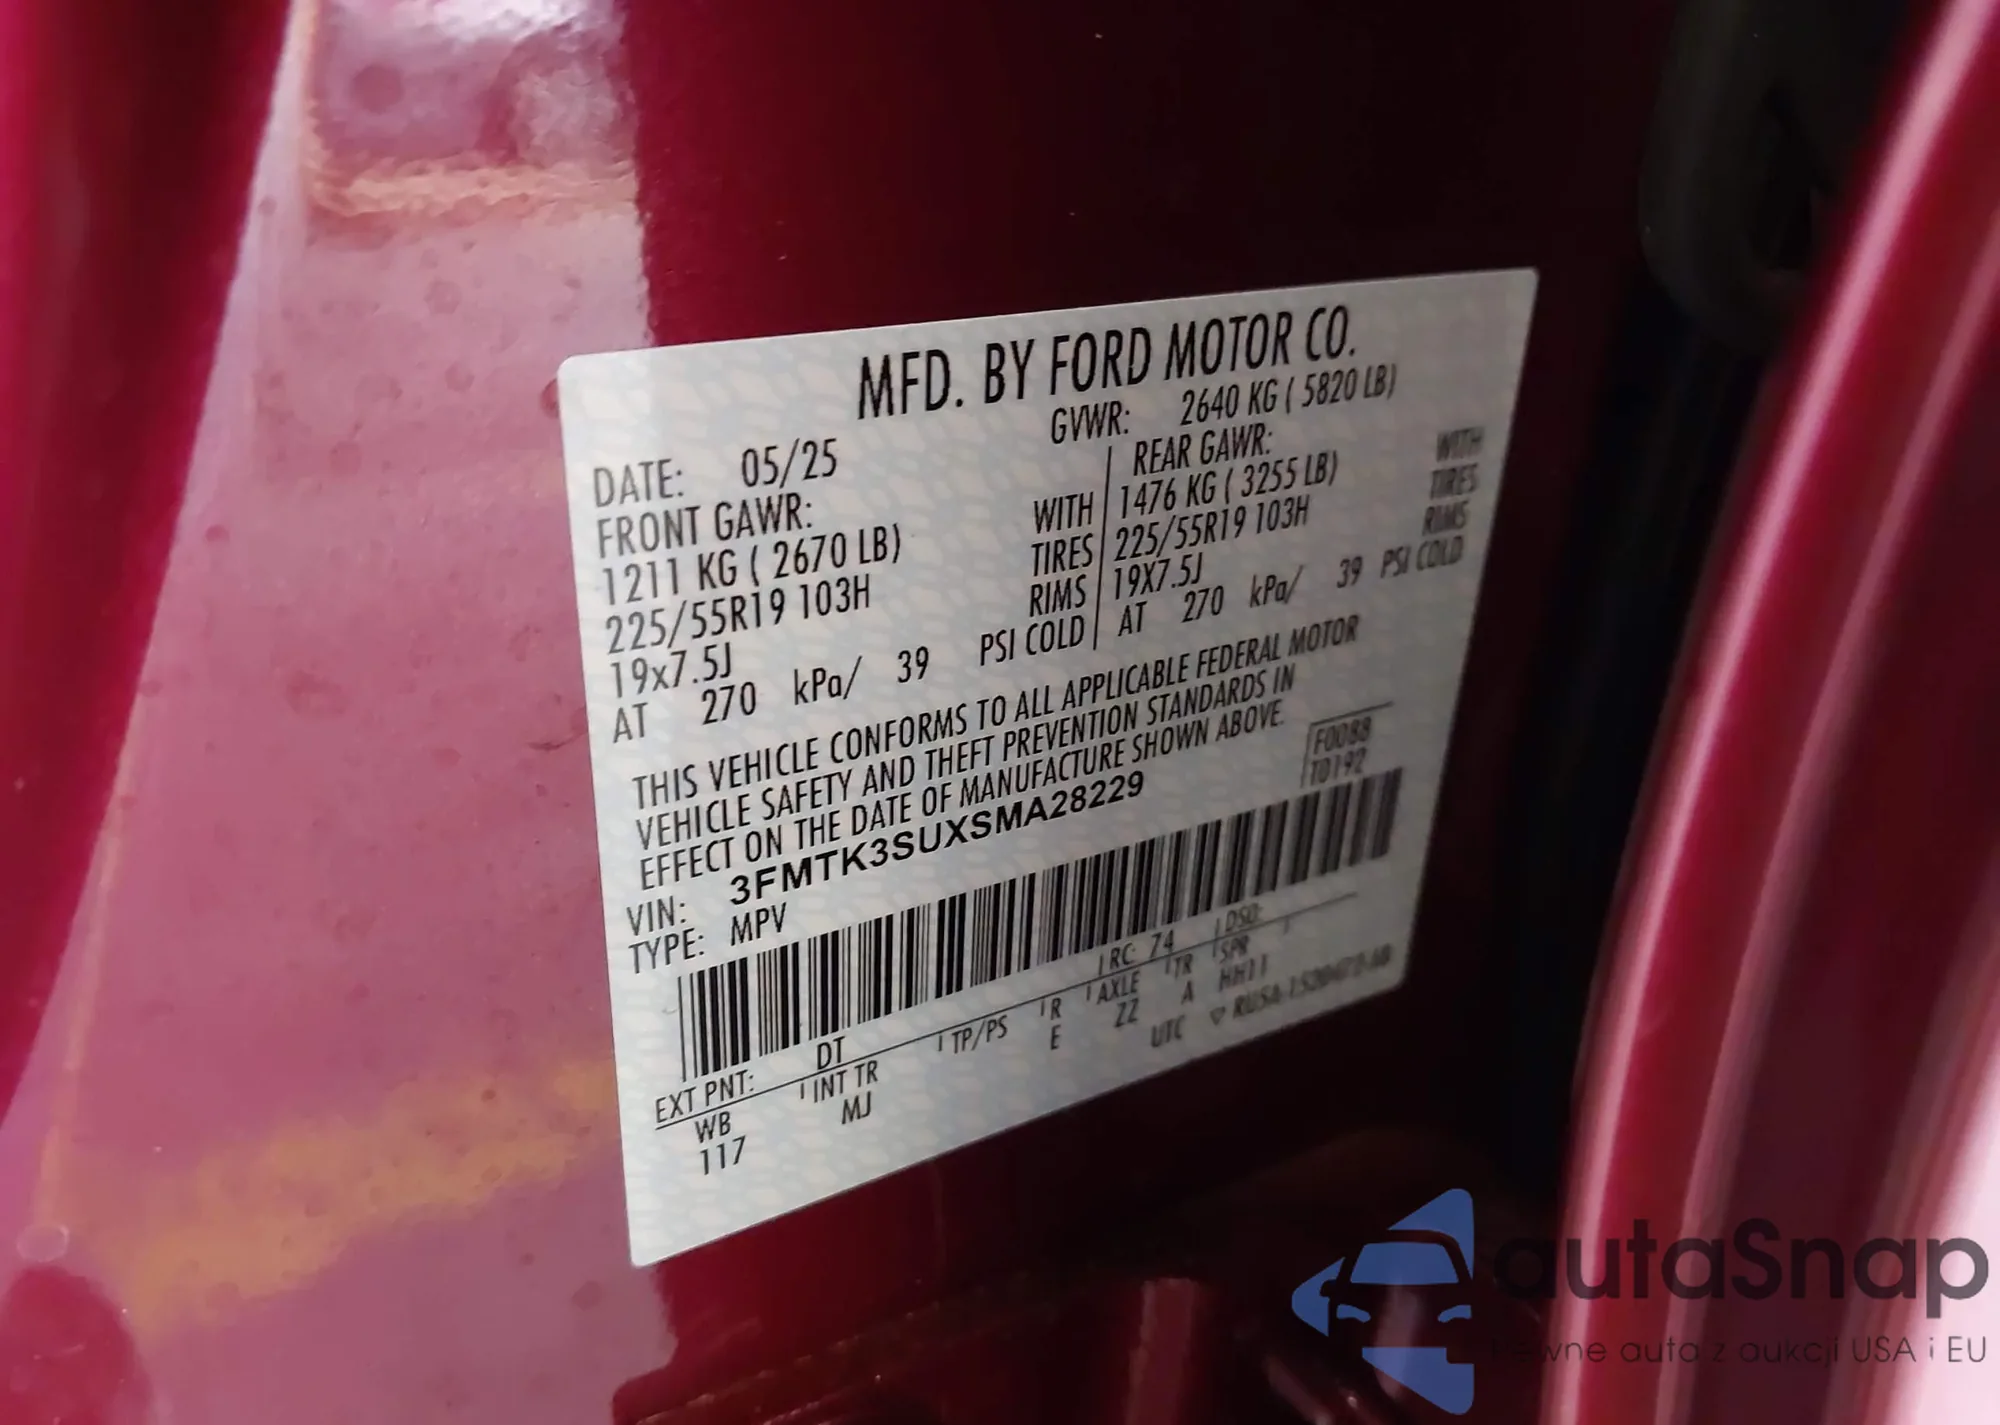 MFD. BY FORD MOTOR CO.
DATE: 05/25 GVWR: 2640 KG ( 5820 LB)
FRONT GAWR: REAR GAWR:
1211 KG ( 2670 LB) WITH 1476 KG ( 3255 LB) WITH
225/55R19 103H TIRES 225/55R19 103H TIRES
19x7.5J RIMS 19X7.5J RIMS
AT 270 kPa/ 39 PSI COLD AT 270 kPa/ 39 PSI COLD
THIS VEHICLE CONFORMS TO ALL APPLICABLE FEDERAL MOTOR
VEHICLE SAFETY AND THEFT PREVENTION STANDARDS IN
EFFECT ON THE DATE OF MANUFACTURE SHOWN ABOVE.
F0088
T0192
VIN: 3FMTK3SUXSMA28229
TYPE: MPV
EXT PNT: DT RC: 74 DSO:
WB INT TR TP/PS R AXLE TR SPR
117 MJ E ZZ A HH11
UTC
autaSnap
Pewne auta z aukcji USA i EU